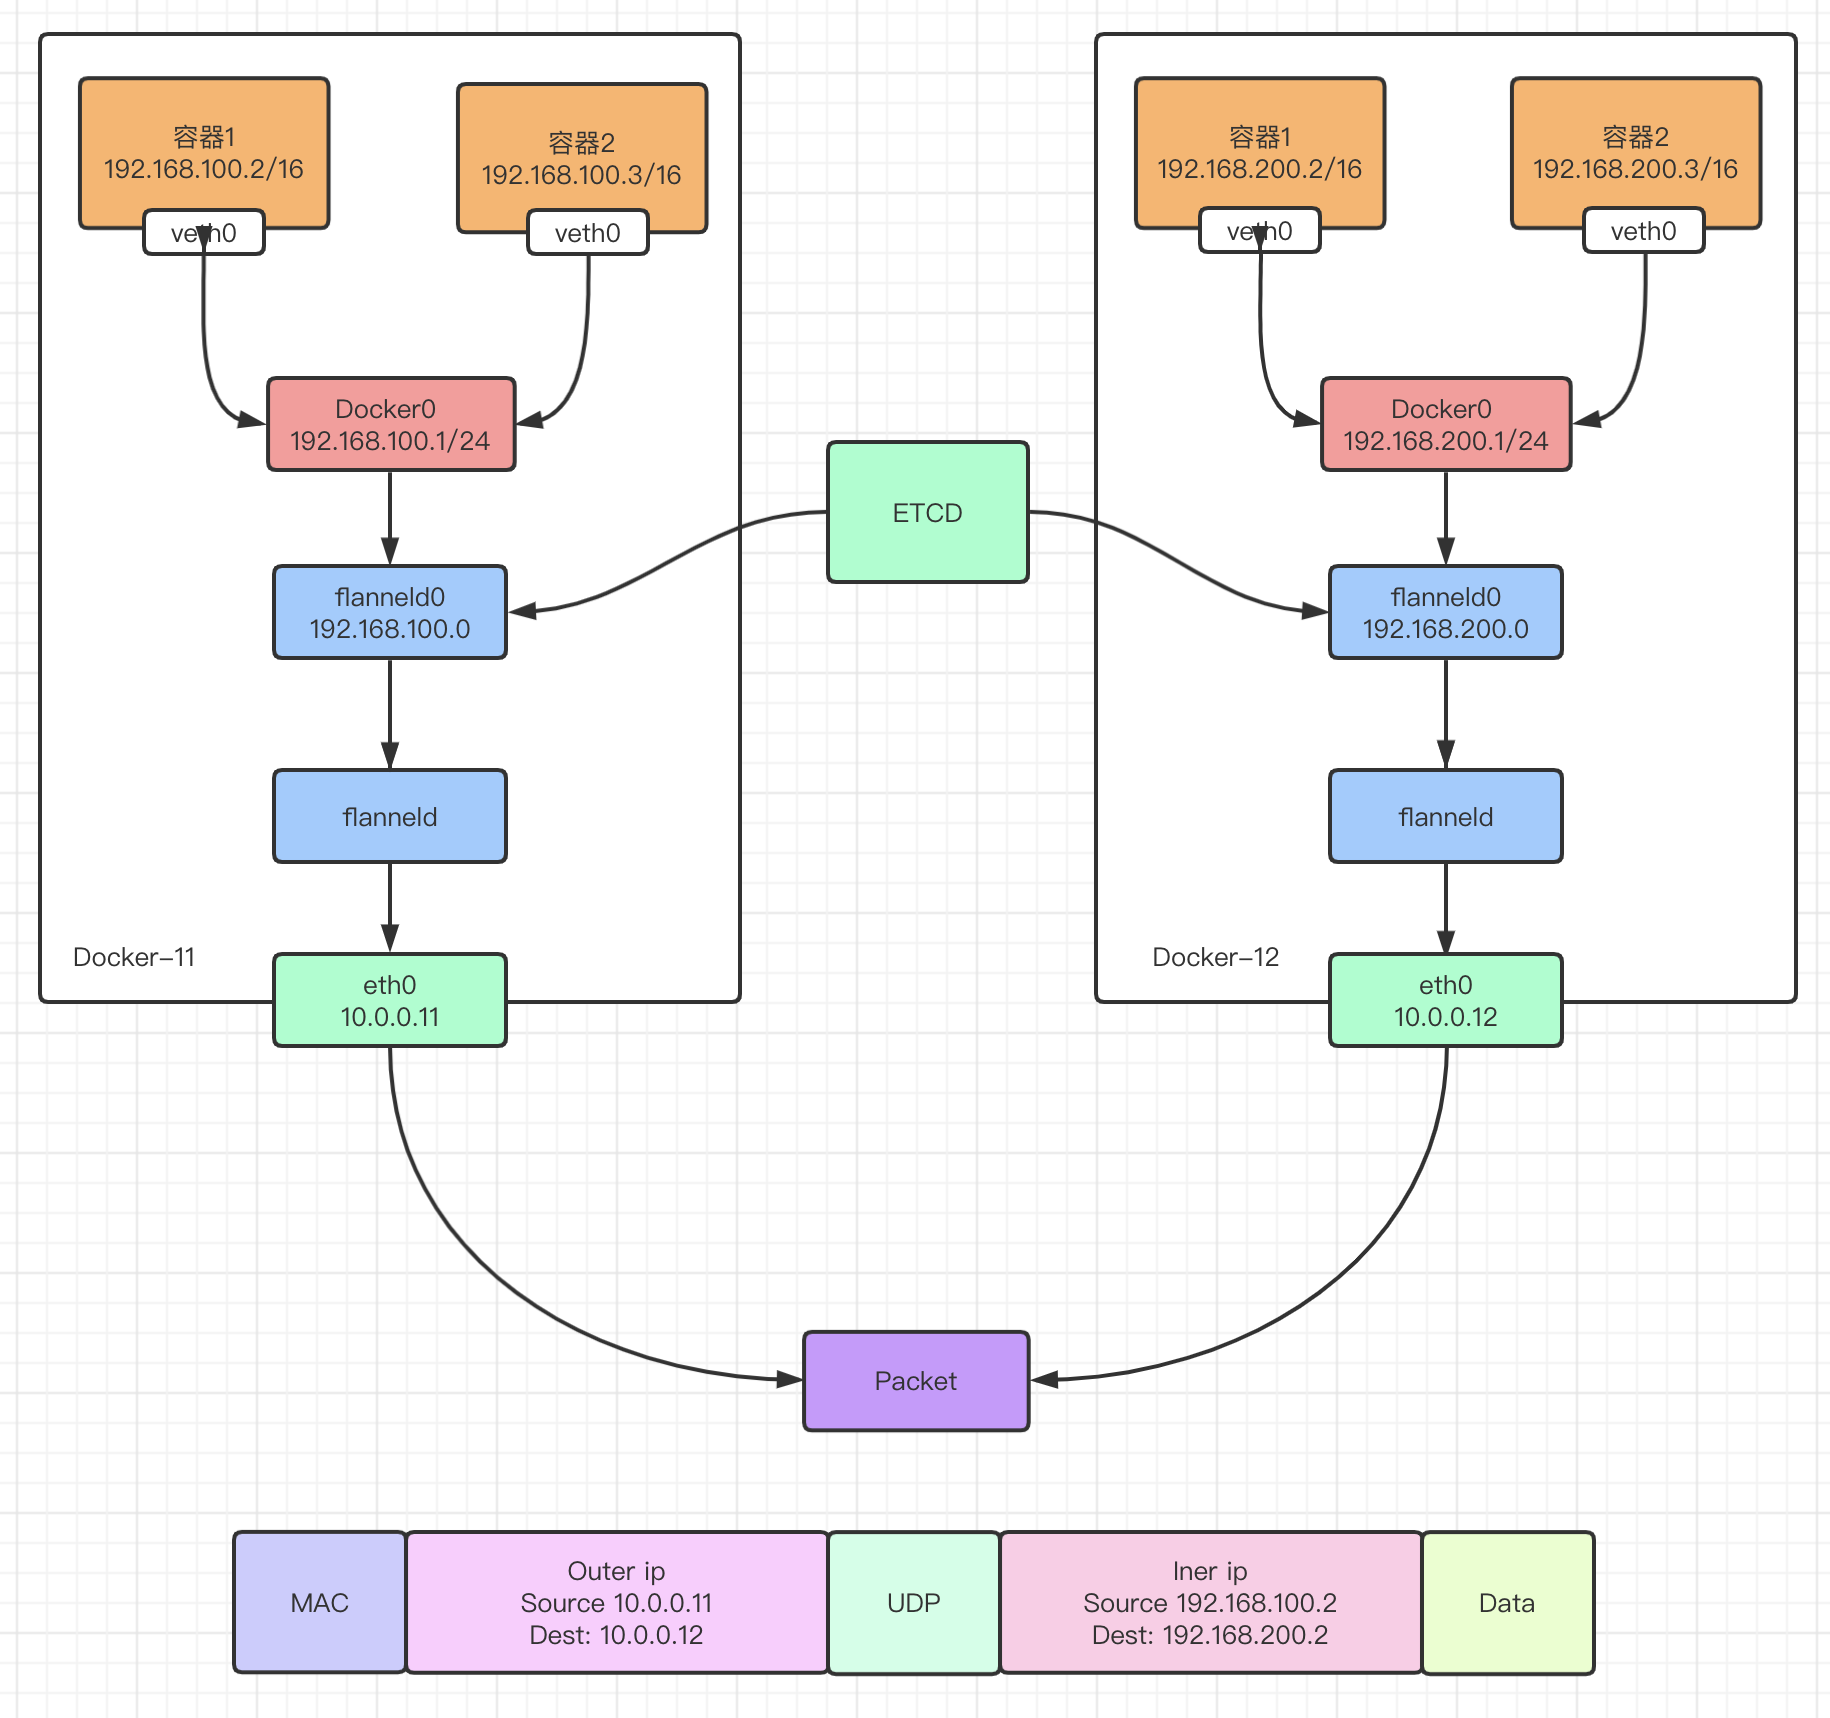 容器1
192.168.100.2/16
veth0
容器2
192.168.100.3/16
veth0
Docker0
192.168.100.1/24
flanneld0
192.168.100.0
flanneld
Docker-11
eth0
10.0.0.11
ETCD
容器1
192.168.200.2/16
veth0
容器2
192.168.200.3/16
veth0
Docker0
192.168.200.1/24
flanneld0
192.168.200.0
flanneld
Docker-12
eth0
10.0.0.12
Packet
MAC
Outer ip
Source 10.0.0.11
Dest: 10.0.0.12
UDP
Iner ip
Source 192.168.100.2
Dest: 192.168.200.2
Data